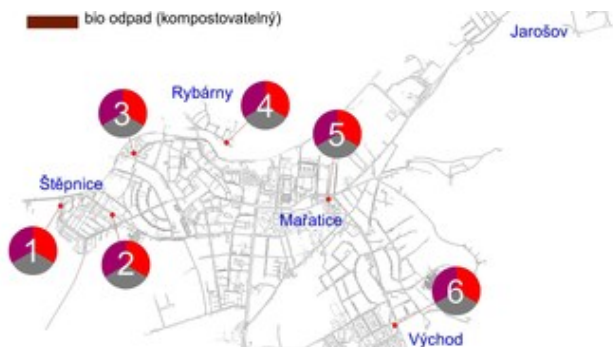 bio odpad (kompostovatelný)
Jarošov
Rybárny
3
4
5
Štěpnice
Mařatice
1
2
6
Východ